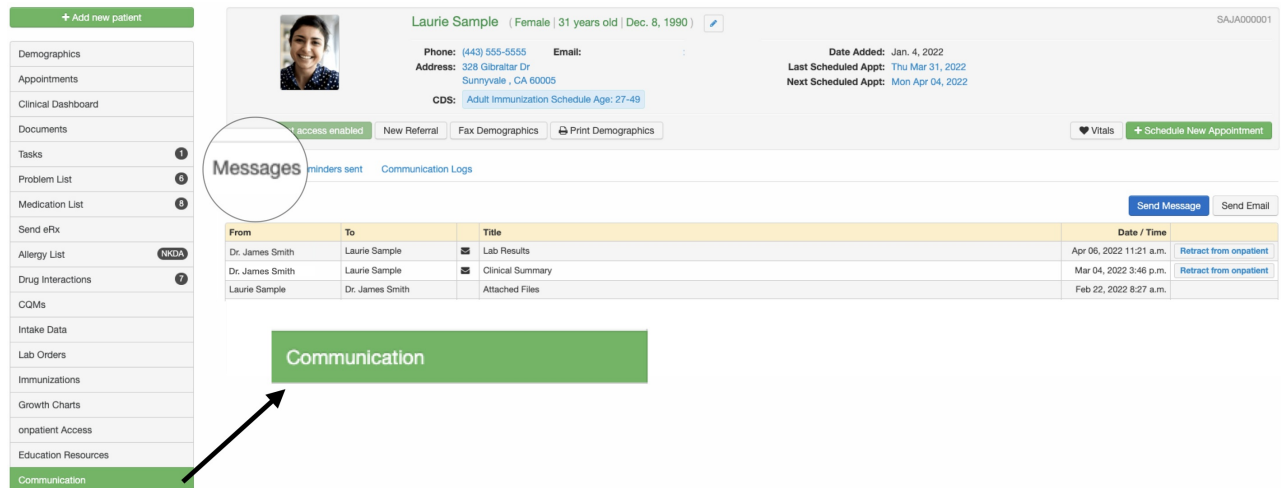 + Add new patient
Demographics
Appointments
Clinical Dashboard
Documents
Tasks 1
Problem List 6
Medication List 8
Send eRx
Allergy List NKDA
Drug Interactions 7
CQMs
Intake Data
Lab Orders
Immunizations
Growth Charts
onpatient Access
Education Resources
Communication
Laurie Sample ( Female | 31 years old | Dec. 8, 1990 )
SAJA000001
Phone: (443) 555-5555 Email: :
Address: 328 Gibraltar Dr
Sunnyvale , CA 60005
CDS: Adult Immunization Schedule Age: 27-49
Date Added: Jan. 4, 2022
Last Scheduled Appt: Thu Mar 31, 2022
Next Scheduled Appt: Mon Apr 04, 2022
access enabled New Referral Fax Demographics Print Demographics Vitals + Schedule New Appointment
Messages minders sent Communication Logs
Send Message Send Email
From To Title Date / Time
Dr. James Smith Laurie Sample Lab Results Apr 06, 2022 11:21 a.m. Retract from onpatient
Dr. James Smith Laurie Sample Clinical Summary Mar 04, 2022 3:46 p.m. Retract from onpatient
Laurie Sample Dr. James Smith Attached Files Feb 22, 2022 8:27 a.m.
Communication